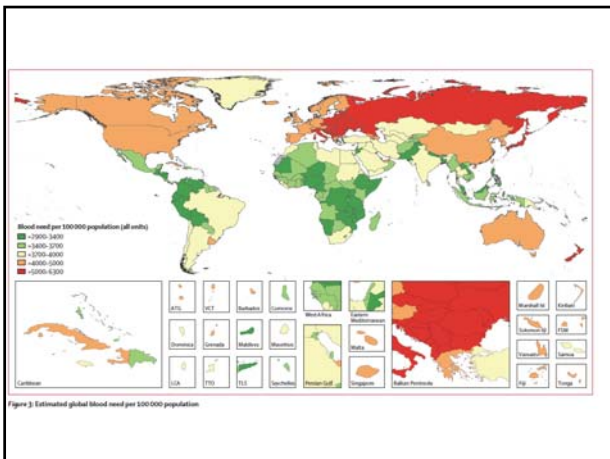 Blood need per 100 000 population (all units)
>2900–3400
>3400–3700
>3700–4000
>4000–5000
>5000–6300
Caribbean
ATG
VCT
Barbados
Comoros
West Africa
Eastern
Mediterranean
Dominica
Grenada
Maldives
Mauritius
Malta
LCA
TTO
TLS
Seychelles
Persian Gulf
Singapore
Balkan Peninsula
Marshall Isl
Kiribati
Solomon Isl
FSM
Vanuatu
Samoa
Fiji
Tonga
Figure 3: Estimated global blood need per 100 000 population